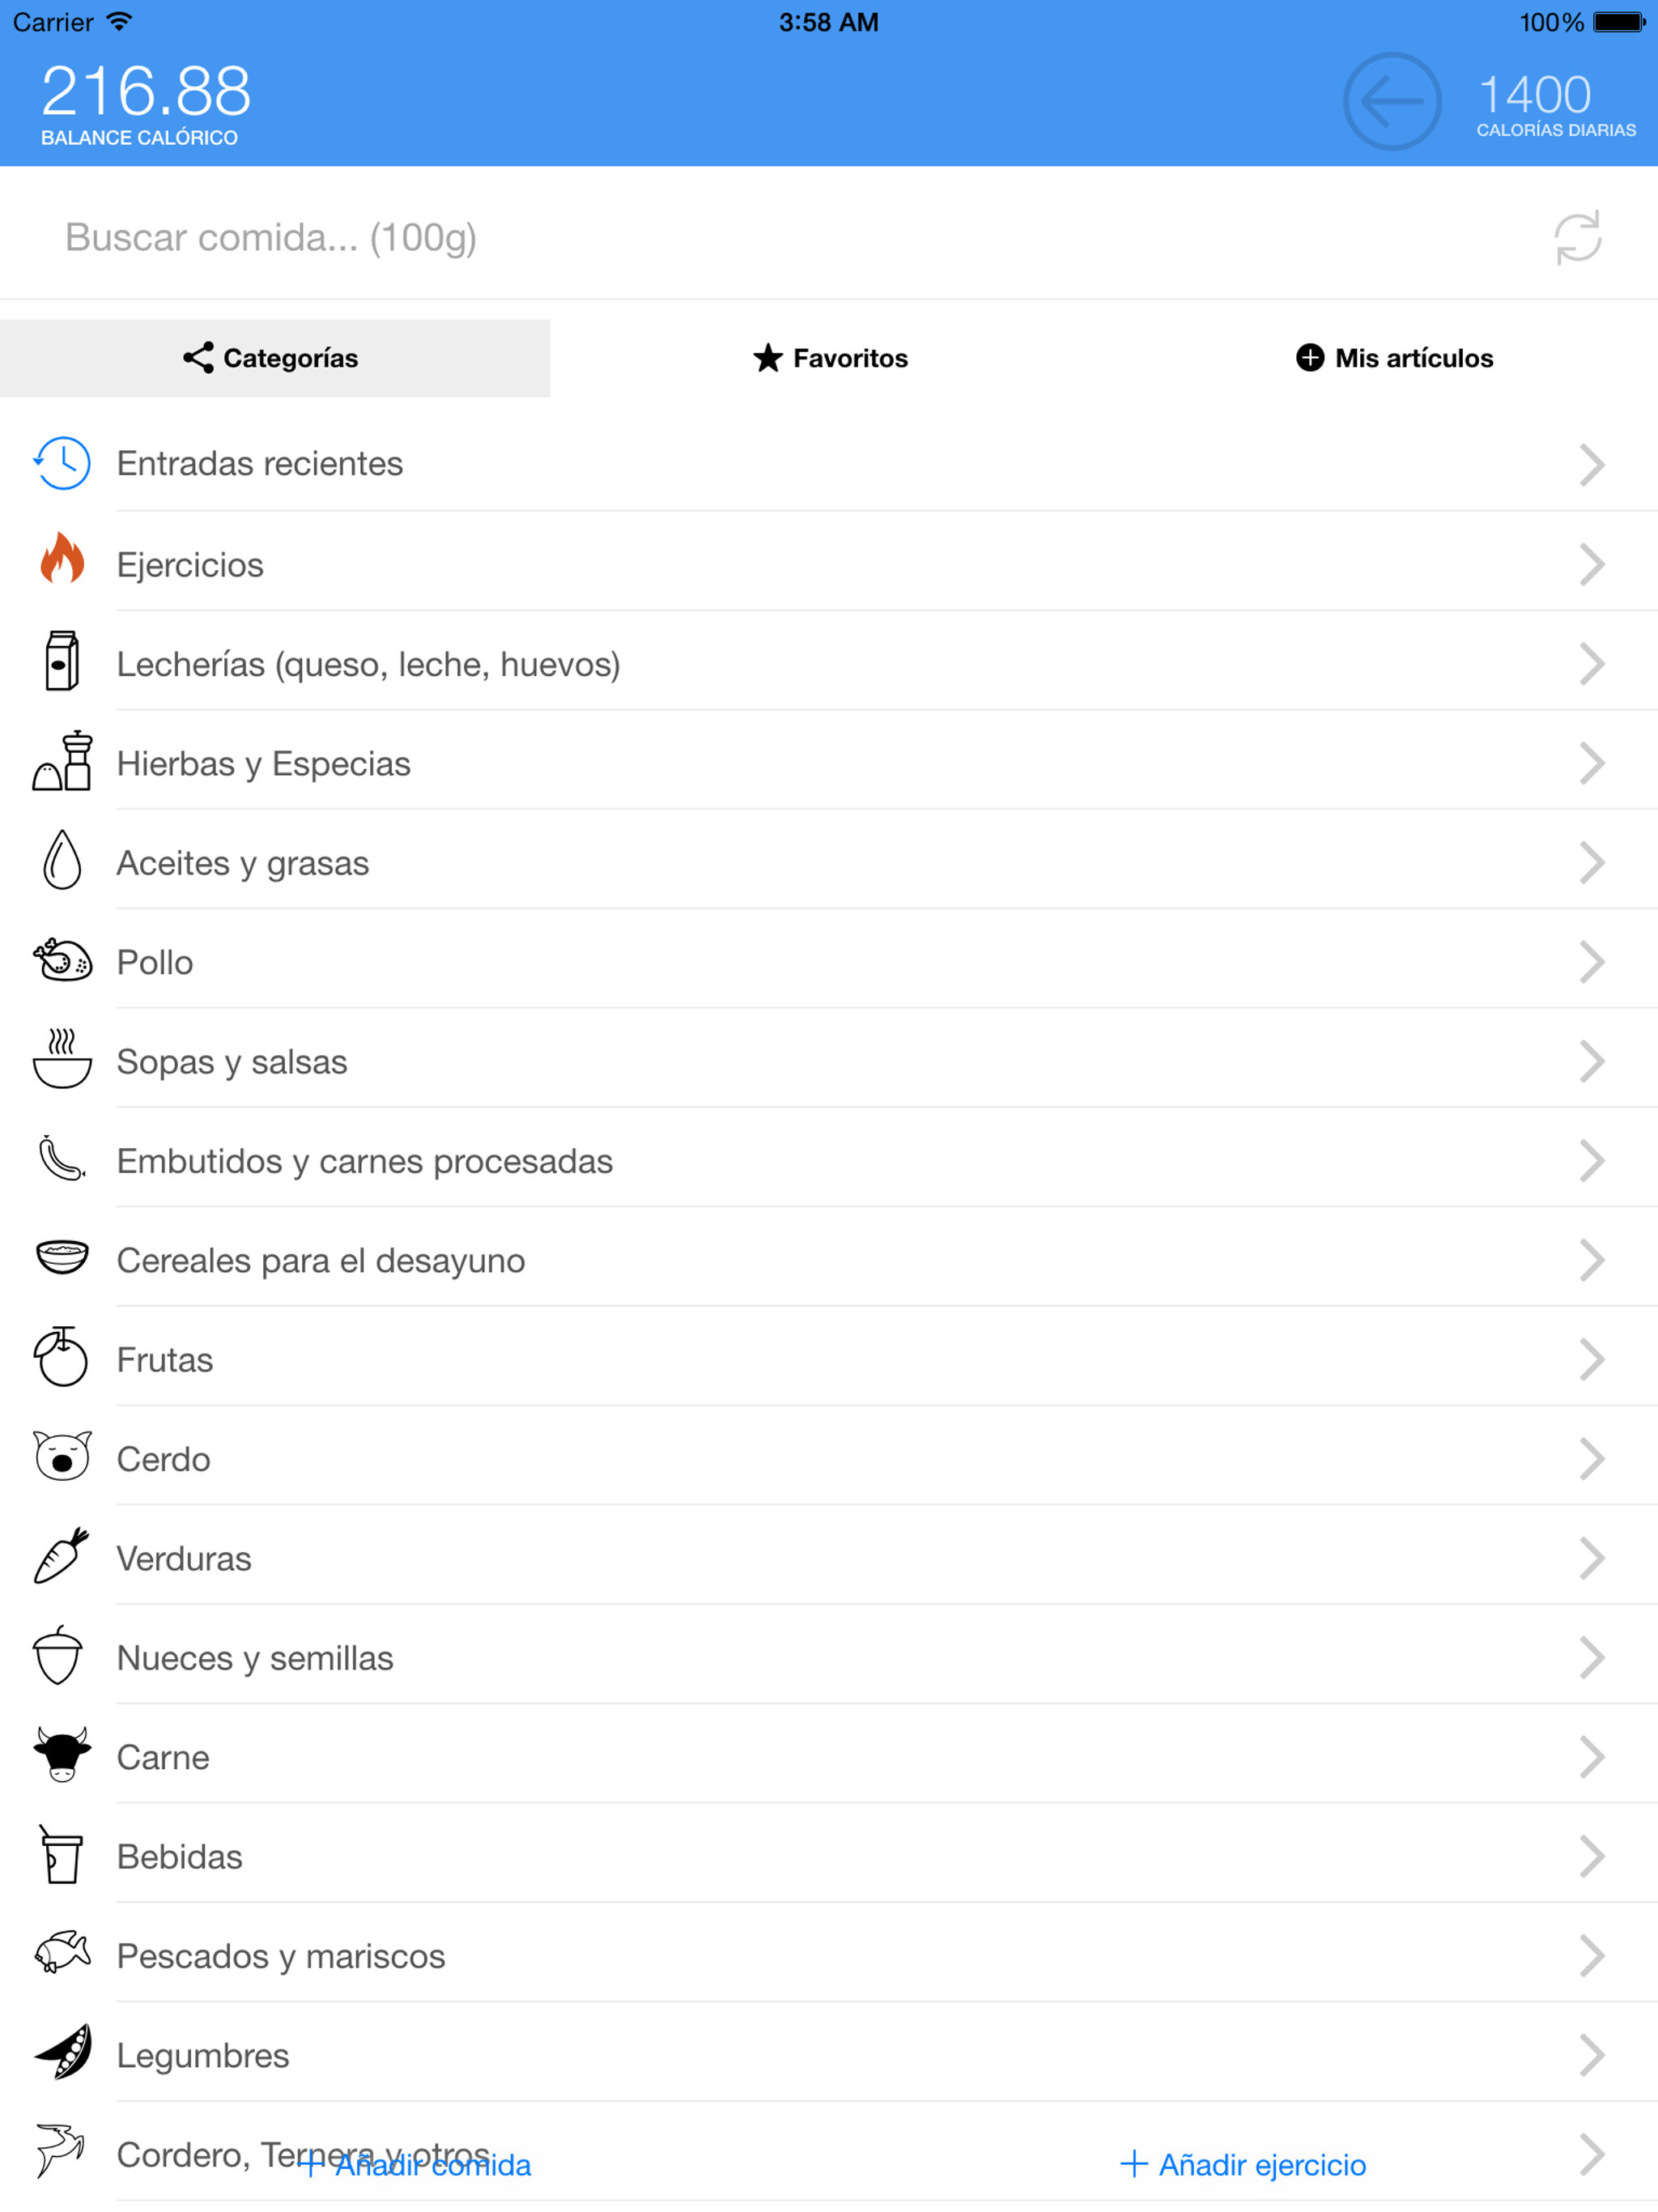 Carrier 3:58 AM 100%
216.88
BALANCE CALÓRICO
1400
CALORÍAS DIARIAS
Buscar comida... (100g)
Categorías Favoritos Mis artículos
Entradas recientes
Ejercicios
Lecherías (queso, leche, huevos)
Hierbas y Especias
Aceites y grasas
Pollo
Sopas y salsas
Embutidos y carnes procesadas
Cereales para el desayuno
Frutas
Cerdo
Verduras
Nueces y semillas
Carne
Bebidas
Pescados y mariscos
Legumbres
Cordero, Ternera y otros
+ Añadir comida + Añadir ejercicio